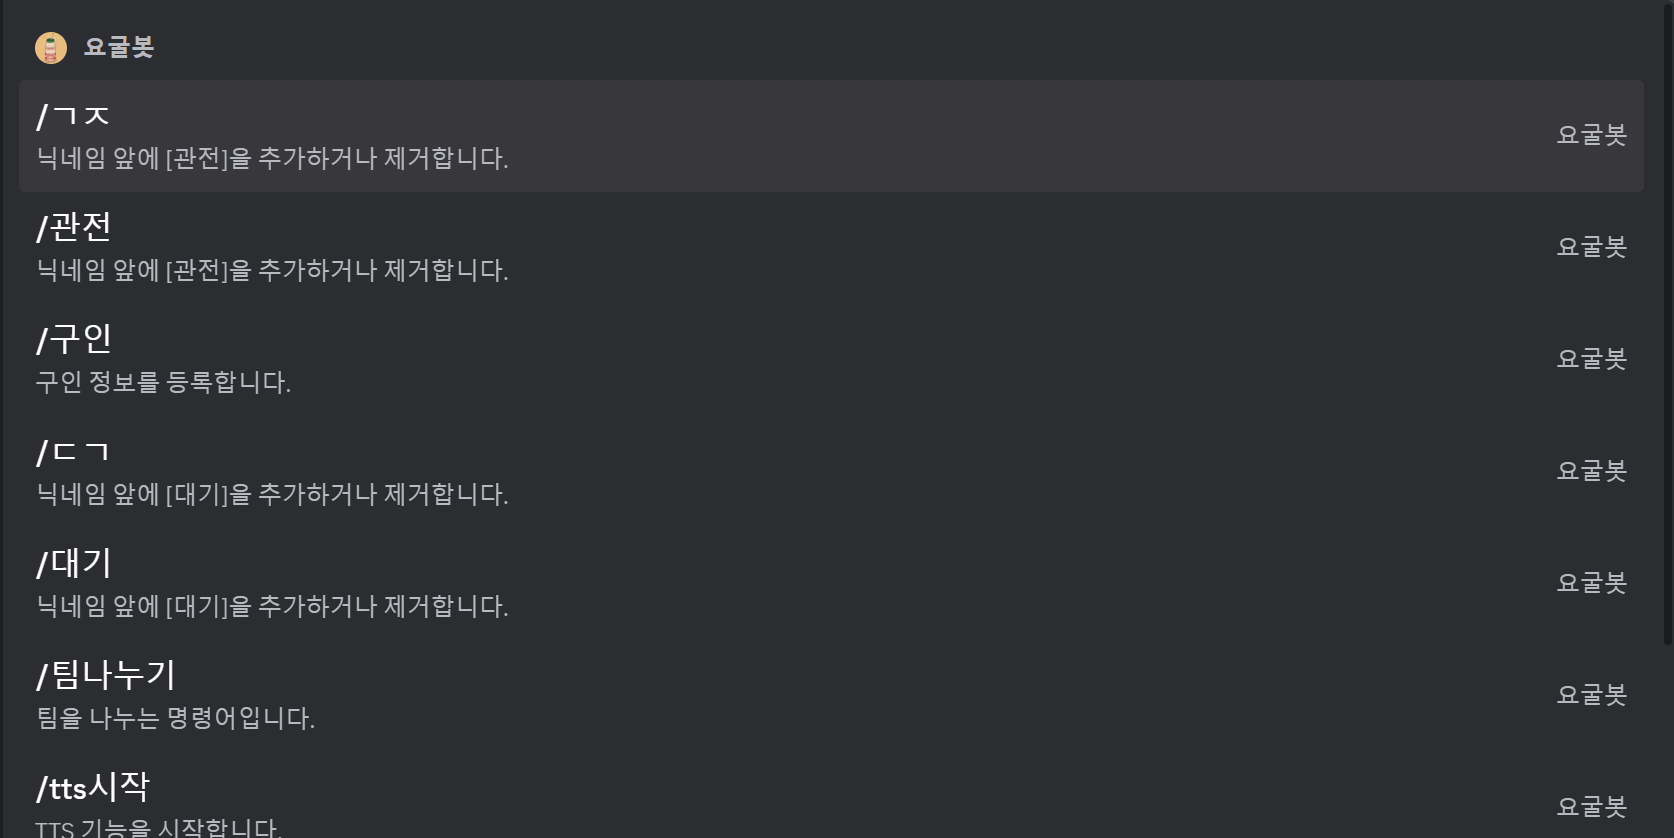 요굴봇
/ㄱㅈ
닉네임 앞에 [관전]을 추가하거나 제거합니다.
요굴봇
/관전
닉네임 앞에 [관전]을 추가하거나 제거합니다.
요굴봇
/구인
구인 정보를 등록합니다.
요굴봇
/ㄷㄱ
닉네임 앞에 [대기]을 추가하거나 제거합니다.
요굴봇
/대기
닉네임 앞에 [대기]을 추가하거나 제거합니다.
요굴봇
/팀나누기
팀을 나누는 명령어입니다.
요굴봇
/tts시작
TTS 기능을 시작합니다.
요굴봇